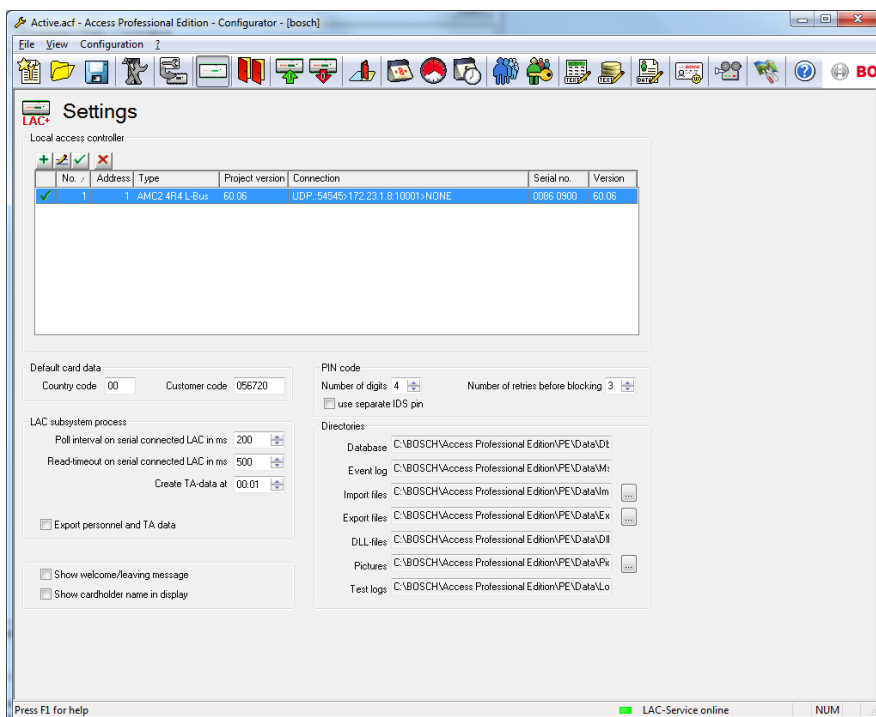 Active.acf - Access Professional Edition - Configurator - [bosch]
File View Configuration ?
BO
LAC+
Settings
Local access controller
No. / Address Type Project version Connection Serial no. Version
1 1 AMC2 4R4 L-Bus 60.06 UDP::54545>172.23.1.8:10001>NONE 0086 0900 60.06
Default card data
Country code 00 Customer code 056720
PIN code
Number of digits 4 Number of retries before blocking 3
use separate IDS pin
LAC subsystem process
Poll interval on serial connected LAC in ms 200
Read-timeout on serial connected LAC in ms 500
Create TA-data at 00:01
Export personnel and TA data
Show welcome/leaving message
Show cardholder name in display
Directories
Database C:\BOSCH\Access Professional Edition\PE\Data\Db
Event log C:\BOSCH\Access Professional Edition\PE\Data\Ms
Import files C:\BOSCH\Access Professional Edition\PE\Data\Im ...
Export files C:\BOSCH\Access Professional Edition\PE\Data\Ex ...
DLL-files C:\BOSCH\Access Professional Edition\PE\Data\Dll
Pictures C:\BOSCH\Access Professional Edition\PE\Data\Pic ...
Test logs C:\BOSCH\Access Professional Edition\PE\Data\Lo
Press F1 for help LAC-Service online NUM